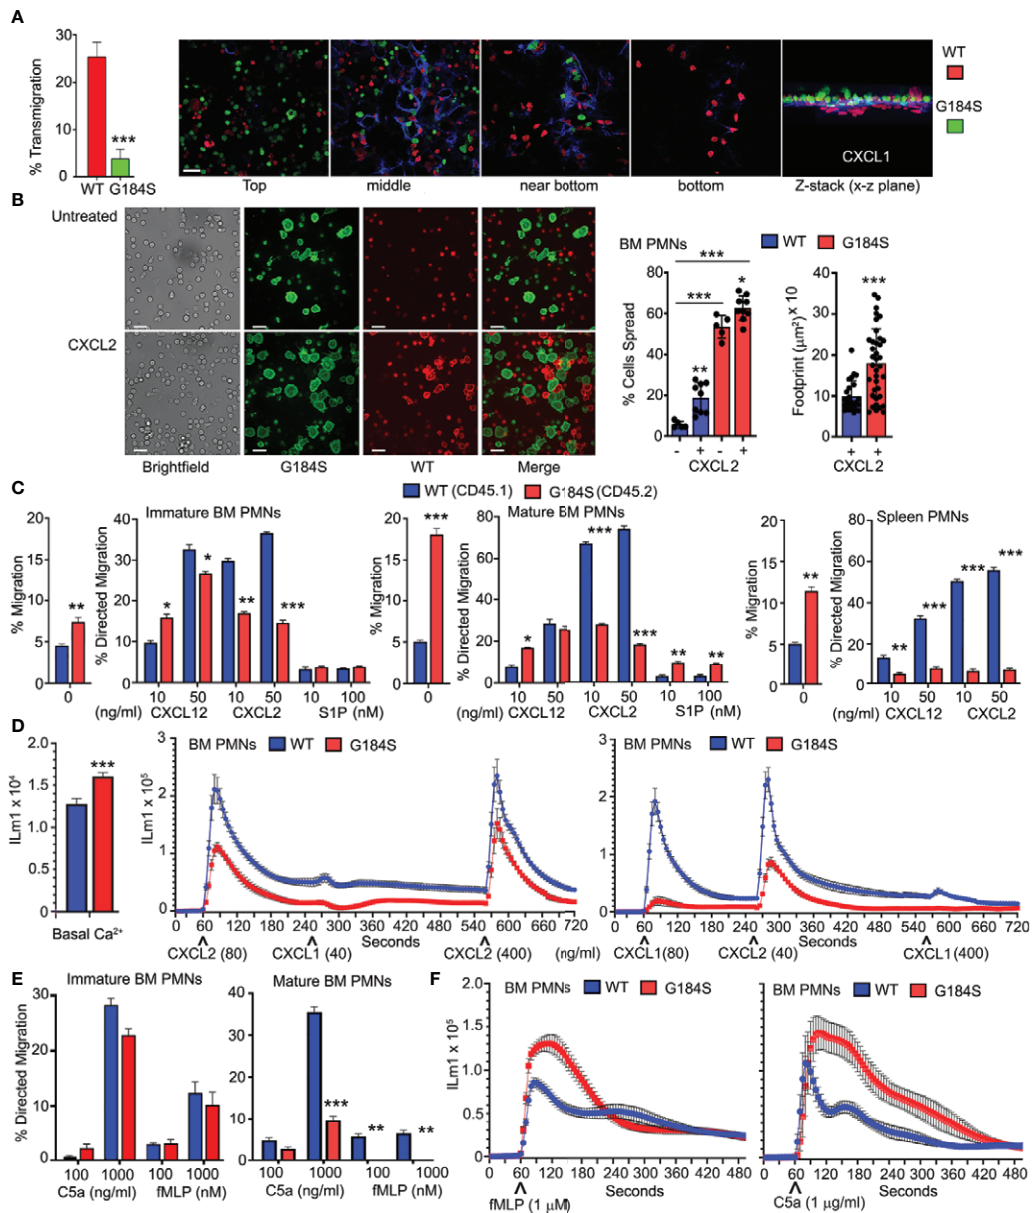 A
30
20
10
0
% Transmigration
***
WT G184S
Top
middle
near bottom
bottom
CXCL1
Z-stack (x-z plane)
WT
G184S
B
Untreated
CXCL2
Brightfield
G184S
WT
Merge
WT G184S
BM PMNs
80
60
40
20
0
% Cells Spread
***
***
**
*
- + - +
CXCL2
40
30
20
10
0
Footprint (µm²) x 10
***
+ +
CXCL2
C
WT (CD45.1) G184S (CD45.2)
20
15
10
5
0
% Migration
**
0
Immature BM PMNs
40
30
20
10
0
% Directed Migration
* * ** ***
10 50 10 50 10 100
(ng/ml) CXCL12 CXCL2 S1P (nM)
20
15
10
5
0
% Migration
***
0
Mature BM PMNs
80
60
40
20
0
% Directed Migration
* *** *** ** **
10 50 10 50 10 100
(ng/ml) CXCL12 CXCL2 S1P (nM)
20
15
10
5
0
% Migration
**
0
Spleen PMNs
80
60
40
20
0
% Directed Migration
** *** *** ***
10 50 10 50
(ng/ml) CXCL12 CXCL2
D
2.0
1.5
1.0
0.5
0
ILm1 x 10⁴
***
Basal Ca²⁺
BM PMNs WT G184S
3
2
1
0
ILm1 x 10⁵
0 60 120 180 240 300 360 420 480 540 600 660 720
Seconds
CXCL2 (80) CXCL1 (40) CXCL2 (400) (ng/ml)
BM PMNs WT G184S
3
2
1
0
0 60 120 180 240 300 360 420 480 540 600 660 720
Seconds
CXCL1(80) CXCL2 (40) CXCL1(400)
E
Immature BM PMNs
30
20
10
0
% Directed Migration
100 1000 100 1000
C5a (ng/ml) fMLP (nM)
Mature BM PMNs
40
30
20
10
0
*** ** **
100 1000 100 1000
C5a (ng/ml) fMLP (nM)
F
BM PMNs WT G184S
2.0
1.5
1.0
0.5
0
ILm1 x 10⁵
0 60 120 180 240 300 360 420 480
Seconds
fMLP (1 µM)
BM PMNs WT G184S
0 60 120 180 240 300 360 420 480
Seconds
C5a (1 µg/ml)